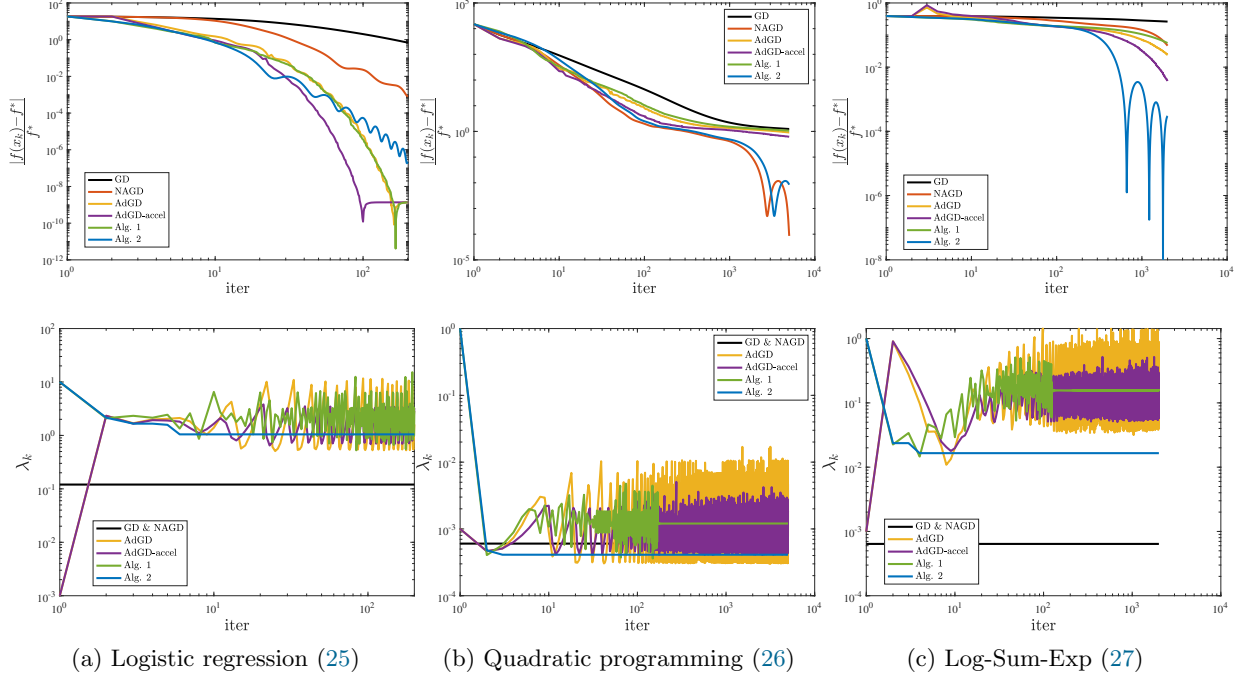 10^2
10^0
10^-2
10^-4
10^-6
10^-8
10^-10
10^-12
|f(x_k)−f*|
f*
GD
NAGD
AdGD
AdGD-accel
Alg. 1
Alg. 2
10^0
10^1
10^2
iter
10^5
10^0
10^-5
|f(x_k)−f*|
f*
GD
NAGD
AdGD
AdGD-accel
Alg. 1
Alg. 2
10^0
10^1
10^2
10^3
10^4
iter
10^0
10^-2
10^-4
10^-6
10^-8
|f(x_k)−f*|
f*
GD
NAGD
AdGD
AdGD-accel
Alg. 1
Alg. 2
10^0
10^1
10^2
10^3
10^4
iter
10^2
10^1
10^0
10^-1
10^-2
10^-3
λ_k
GD & NAGD
AdGD
AdGD-accel
Alg. 1
Alg. 2
10^0
10^1
10^2
iter
10^0
10^-1
10^-2
10^-3
10^-4
λ_k
GD & NAGD
AdGD
AdGD-accel
Alg. 1
Alg. 2
10^0
10^1
10^2
10^3
10^4
iter
10^0
10^-1
10^-2
10^-3
10^-4
λ_k
GD & NAGD
AdGD
AdGD-accel
Alg. 1
Alg. 2
10^0
10^1
10^2
10^3
10^4
iter
(a) Logistic regression (25)
(b) Quadratic programming (26)
(c) Log-Sum-Exp (27)